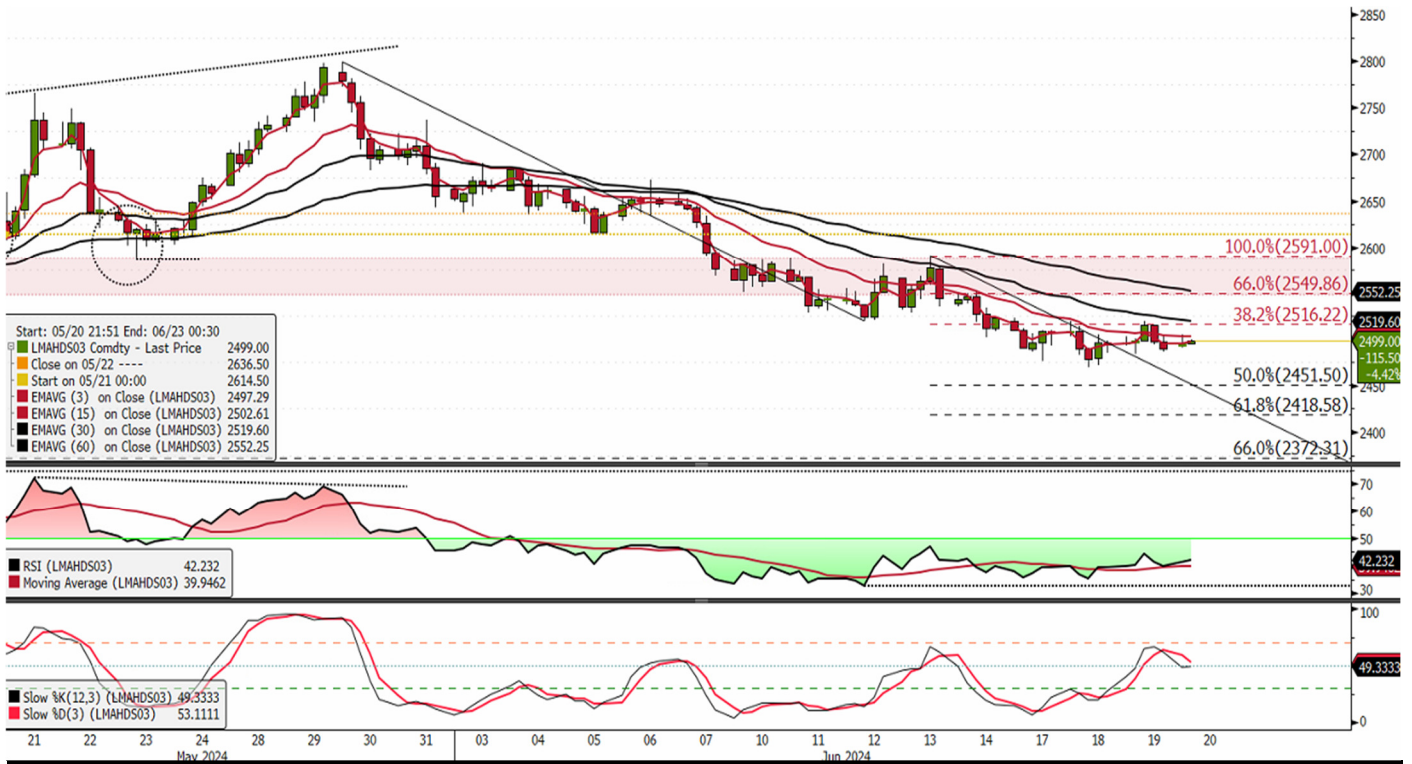 2850
2800
2750
2700
2650
2600
100.0%(2591.00)
66.0%(2549.86)
2552.25
2519.60
38.2%(2516.22)
2499.00
-115.50
-4.42%
50.0%(2451.50)
2450
61.8%(2418.58)
2400
66.0%(2372.31)
Start: 05/20 21:51 End: 06/23 00:30
LMAHDS03 Comdty - Last Price 2499.00
Close on 05/22 ---- 2636.50
Start on 05/21 00:00 2614.50
EMAVG (3) on Close (LMAHDS03) 2497.29
EMAVG (15) on Close (LMAHDS03) 2502.61
EMAVG (30) on Close (LMAHDS03) 2519.60
EMAVG (60) on Close (LMAHDS03) 2552.25
70
60
50
42.232
30
RSI (LMAHDS03) 42.232
Moving Average (LMAHDS03) 39.9462
100
49.3333
0
Slow %K(12,3) (LMAHDS03) 49.3333
Slow %D(3) (LMAHDS03) 53.1111
21 22 23 24 28 29 30 31 03 04 05 06 07 10 11 12 13 14 17 18 19 20
May 2024 Jun 2024